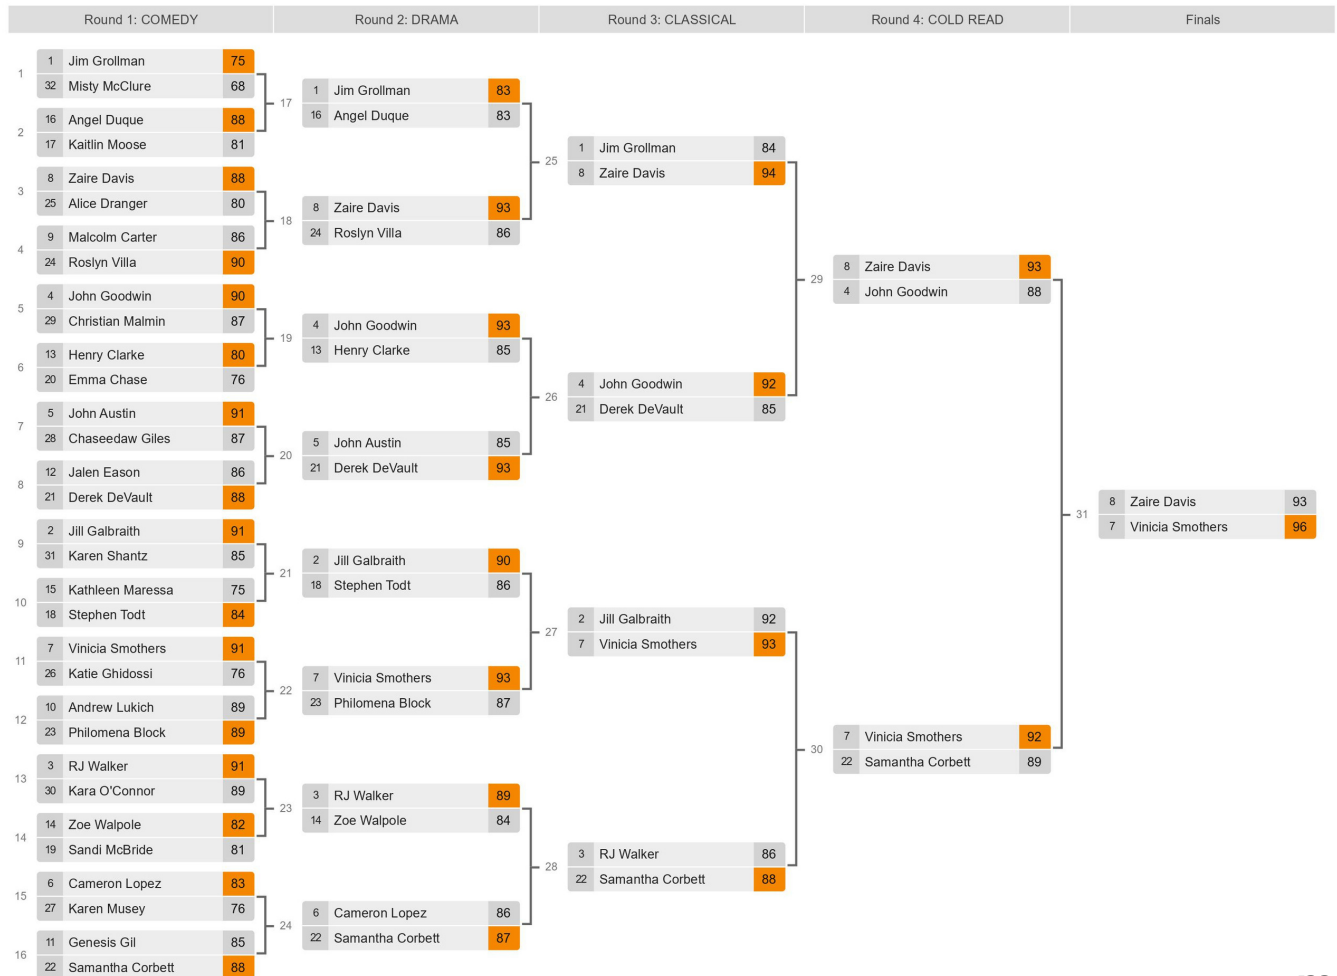 Round 1: COMEDY
Round 2: DRAMA
Round 3: CLASSICAL
Round 4: COLD READ
Finals
1
1 Jim Grollman 75
32 Misty McClure 68
2
16 Angel Duque 88
17 Kaitlin Moose 81
3
8 Zaire Davis 88
25 Alice Dranger 80
4
9 Malcolm Carter 86
24 Roslyn Villa 90
5
4 John Goodwin 90
29 Christian Malmin 87
6
13 Henry Clarke 80
20 Emma Chase 76
7
5 John Austin 91
28 Chaseedaw Giles 87
8
12 Jalen Eason 86
21 Derek DeVault 88
9
2 Jill Galbraith 91
31 Karen Shantz 85
10
15 Kathleen Maressa 75
18 Stephen Todt 84
11
7 Vinicia Smothers 91
26 Katie Ghidossi 76
12
10 Andrew Lukich 89
23 Philomena Block 89
13
3 RJ Walker 91
30 Kara O'Connor 89
14
14 Zoe Walpole 82
19 Sandi McBride 81
15
6 Cameron Lopez 83
27 Karen Musey 76
16
11 Genesis Gil 85
22 Samantha Corbett 88
17
1 Jim Grollman 83
16 Angel Duque 83
18
8 Zaire Davis 93
24 Roslyn Villa 86
19
4 John Goodwin 93
13 Henry Clarke 85
20
5 John Austin 85
21 Derek DeVault 93
21
2 Jill Galbraith 90
18 Stephen Todt 86
22
7 Vinicia Smothers 93
23 Philomena Block 87
23
3 RJ Walker 89
14 Zoe Walpole 84
24
6 Cameron Lopez 86
22 Samantha Corbett 87
25
1 Jim Grollman 84
8 Zaire Davis 94
26
4 John Goodwin 92
21 Derek DeVault 85
27
2 Jill Galbraith 92
7 Vinicia Smothers 93
28
3 RJ Walker 86
22 Samantha Corbett 88
29
8 Zaire Davis 93
4 John Goodwin 88
30
7 Vinicia Smothers 92
22 Samantha Corbett 89
31
8 Zaire Davis 93
7 Vinicia Smothers 96